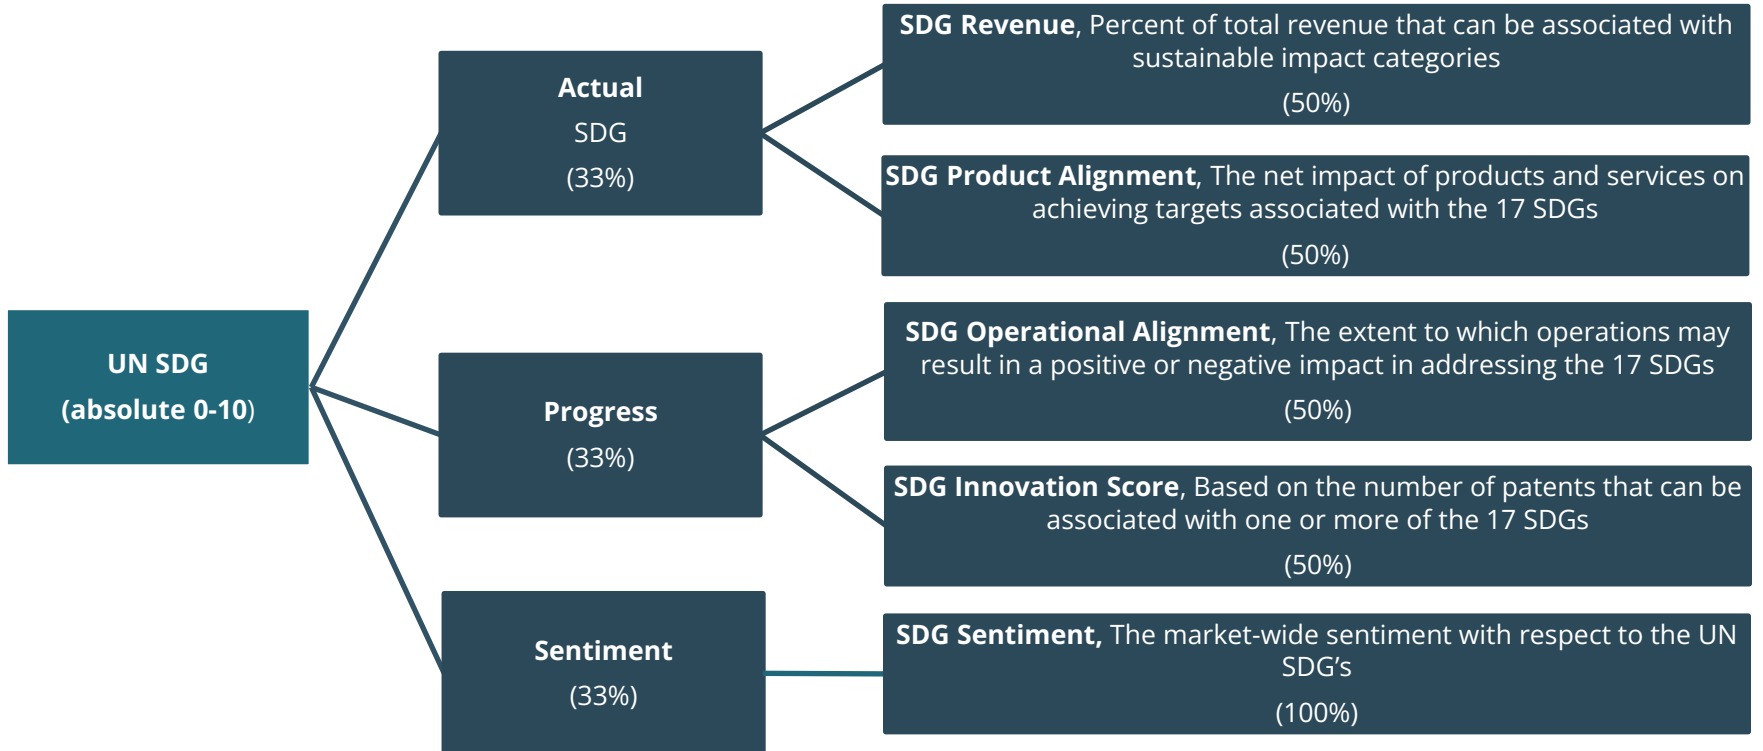 UN SDG
(absolute 0-10)
Actual
SDG
(33%)
SDG Revenue, Percent of total revenue that can be associated with
sustainable impact categories
(50%)
SDG Product Alignment, The net impact of products and services on
achieving targets associated with the 17 SDGs
(50%)
Progress
(33%)
SDG Operational Alignment, The extent to which operations may
result in a positive or negative impact in addressing the 17 SDGs
(50%)
SDG Innovation Score, Based on the number of patents that can be
associated with one or more of the 17 SDGs
(50%)
Sentiment
(33%)
SDG Sentiment, The market-wide sentiment with respect to the UN
SDG’s
(100%)